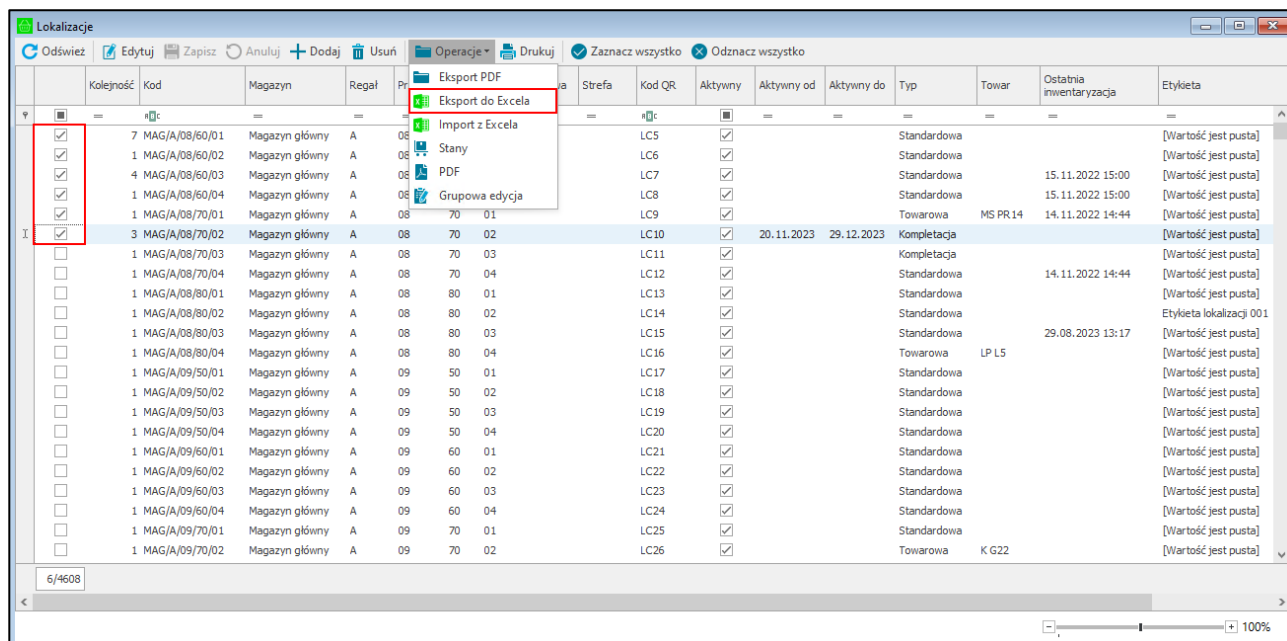 Lokalizacje
Odśwież Edytuj Zapisz Anuluj Dodaj Usuń Operacje Drukuj Zaznacz wszystko Odznacz wszystko
Kolejność Kod Magazyn Regał Strefa Kod QR Aktywny Aktywny od Aktywny do Typ Towar Ostatnia inwentaryzacja Etykieta
Eksport PDF
Eksport do Excela
Import z Excela
Stany
PDF
Grupowa edycja
7 MAG/A/08/60/01 Magazyn główny A 08 LC5 Standardowa [Wartość jest pusta]
1 MAG/A/08/60/02 Magazyn główny A 08 LC6 Standardowa [Wartość jest pusta]
4 MAG/A/08/60/03 Magazyn główny A 08 LC7 Standardowa 15.11.2022 15:00 [Wartość jest pusta]
1 MAG/A/08/60/04 Magazyn główny A 08 LC8 Standardowa 15.11.2022 15:00 [Wartość jest pusta]
1 MAG/A/08/70/01 Magazyn główny A 08 70 01 LC9 Towarowa MS PR14 14.11.2022 14:44 [Wartość jest pusta]
3 MAG/A/08/70/02 Magazyn główny A 08 70 02 LC10 20.11.2023 29.12.2023 Kompletacja [Wartość jest pusta]
1 MAG/A/08/70/03 Magazyn główny A 08 70 03 LC11 Kompletacja [Wartość jest pusta]
1 MAG/A/08/70/04 Magazyn główny A 08 70 04 LC12 Standardowa 14.11.2022 14:44 [Wartość jest pusta]
1 MAG/A/08/80/01 Magazyn główny A 08 80 01 LC13 Standardowa [Wartość jest pusta]
1 MAG/A/08/80/02 Magazyn główny A 08 80 02 LC14 Standardowa Etykieta lokalizacji 001
1 MAG/A/08/80/03 Magazyn główny A 08 80 03 LC15 Standardowa 29.08.2023 13:17 [Wartość jest pusta]
1 MAG/A/08/80/04 Magazyn główny A 08 80 04 LC16 Towarowa LP L5 [Wartość jest pusta]
1 MAG/A/09/50/01 Magazyn główny A 09 50 01 LC17 Standardowa [Wartość jest pusta]
1 MAG/A/09/50/02 Magazyn główny A 09 50 02 LC18 Standardowa [Wartość jest pusta]
1 MAG/A/09/50/03 Magazyn główny A 09 50 03 LC19 Standardowa [Wartość jest pusta]
1 MAG/A/09/50/04 Magazyn główny A 09 50 04 LC20 Standardowa [Wartość jest pusta]
1 MAG/A/09/60/01 Magazyn główny A 09 60 01 LC21 Standardowa [Wartość jest pusta]
1 MAG/A/09/60/02 Magazyn główny A 09 60 02 LC22 Standardowa [Wartość jest pusta]
1 MAG/A/09/60/03 Magazyn główny A 09 60 03 LC23 Standardowa [Wartość jest pusta]
1 MAG/A/09/60/04 Magazyn główny A 09 60 04 LC24 Standardowa [Wartość jest pusta]
1 MAG/A/09/70/01 Magazyn główny A 09 70 01 LC25 Standardowa [Wartość jest pusta]
1 MAG/A/09/70/02 Magazyn główny A 09 70 02 LC26 Towarowa K G22 [Wartość jest pusta]
6/4608
100%